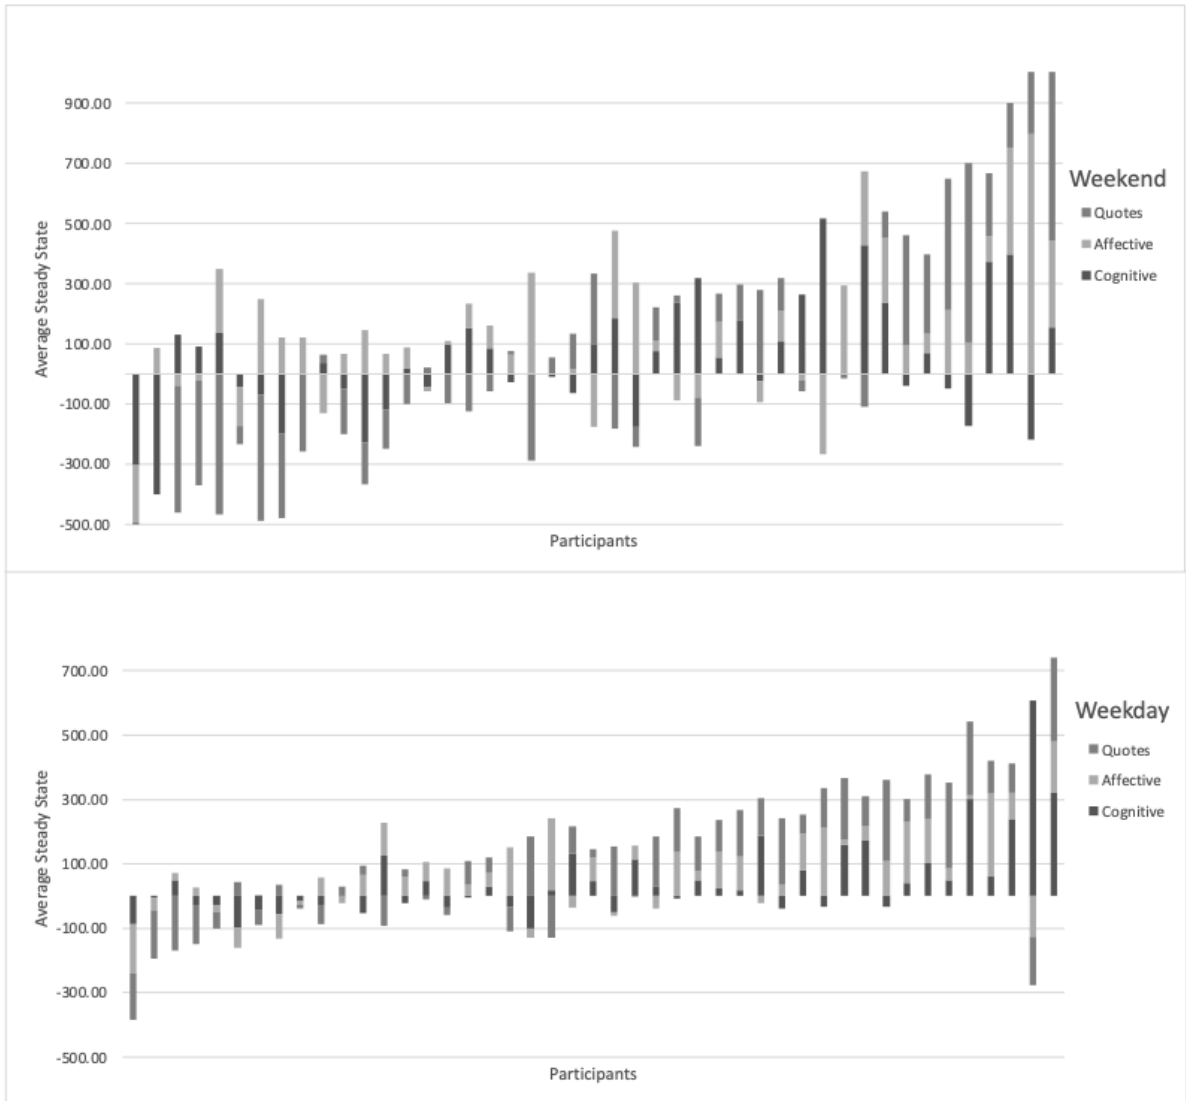 900.00
700.00
Weekend
500.00
Quotes
300.00
Affective
100.00
Cognitive
-100.00
-300.00
-500.00
Average Steady State
Participants
700.00
Weekday
500.00
Quotes
300.00
Affective
100.00
Cognitive
-100.00
-300.00
-500.00
Average Steady State
Participants